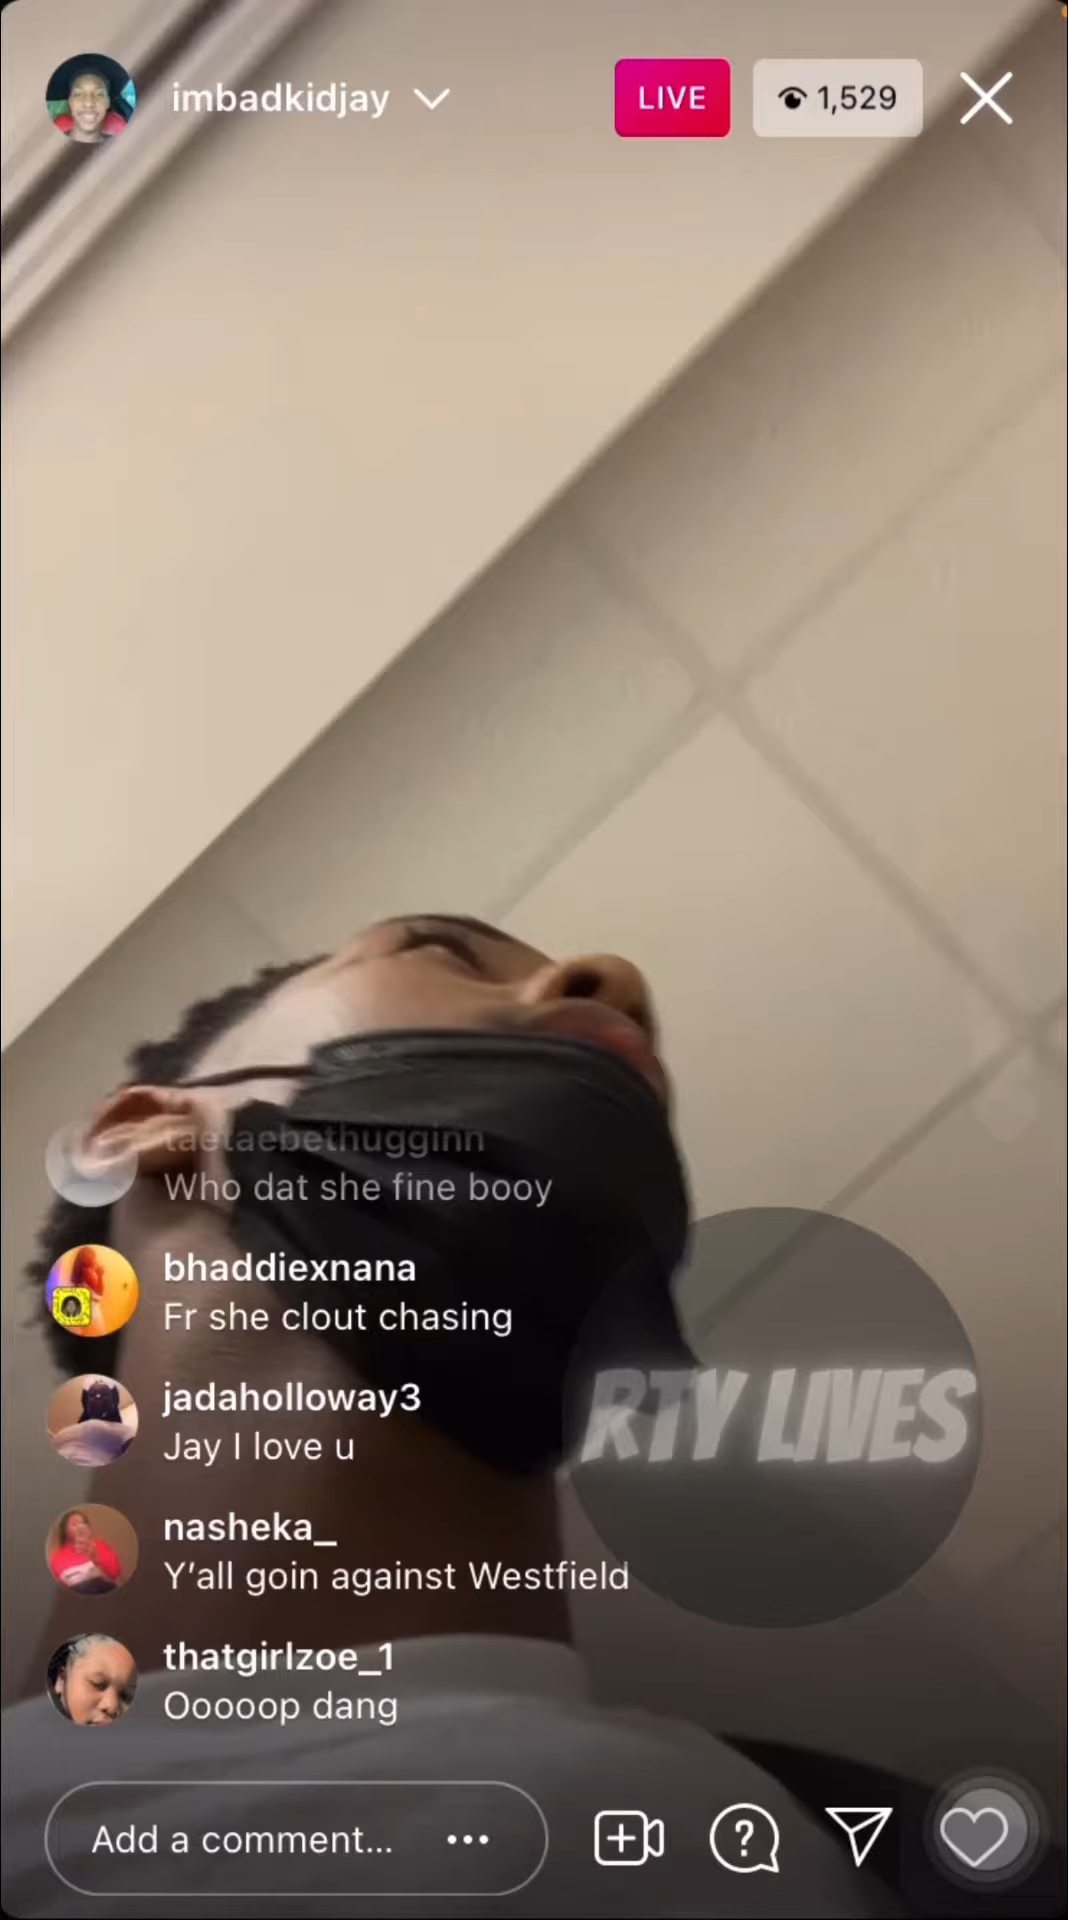 imbadkidjay
LIVE
1,529
taetaebethugginn
Who dat she fine booy
bhaddiexnana
Fr she clout chasing
jadaholloway3
Jay I love u
nasheka_
Y'all goin against Westfield
thatgirlzoe_1
Ooooop dang
RTY LIVES
Add a comment...